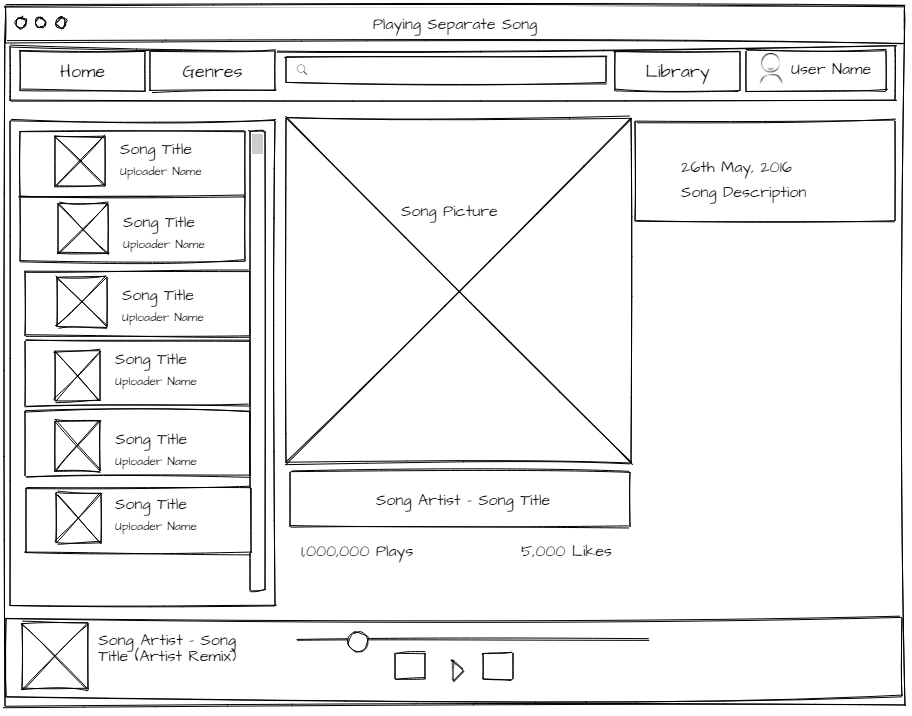 Playing Separate Song
Home
Genres
Library
User Name
Song Title
Uploader Name
Song Title
Uploader Name
Song Title
Uploader Name
Song Title
Uploader Name
Song Title
Uploader Name
Song Title
Uploader Name
Song Picture
26th May, 2016
Song Description
Song Artist - Song Title
1,000,000 Plays
5,000 Likes
Song Artist - Song
Title (Artist Remix)